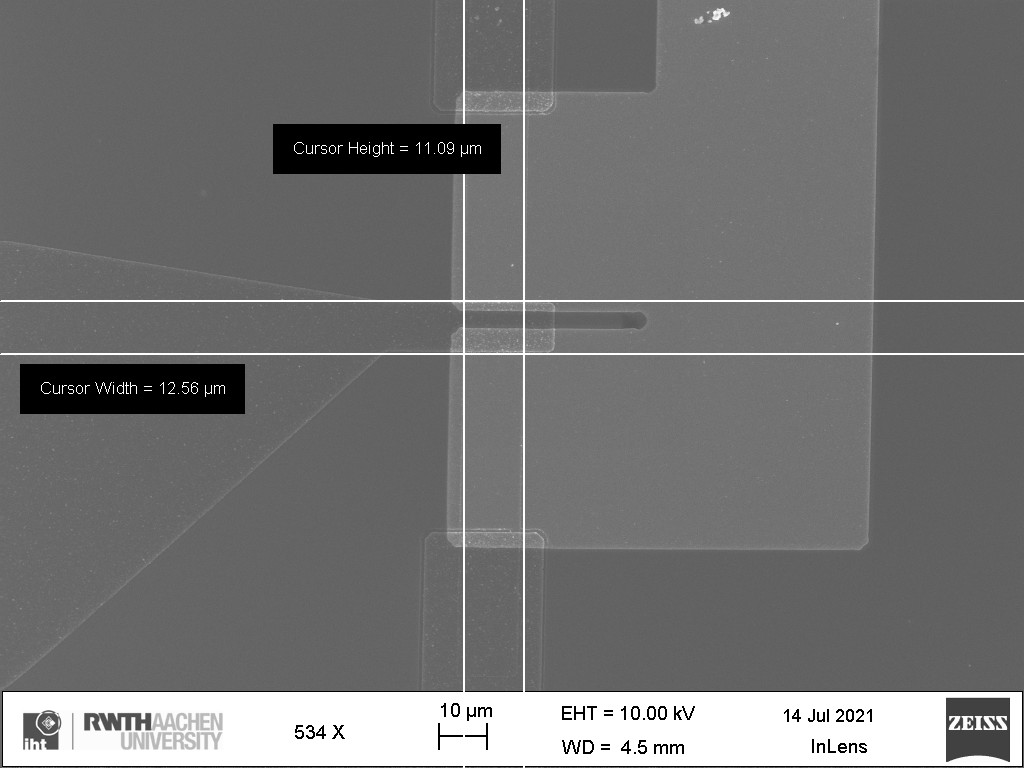 Cursor Height = 11.09 µm
Cursor Width = 12.56 µm
iht
RWTHAACHEN
UNIVERSITY
534 X
10 µm
EHT = 10.00 kV
WD = 4.5 mm
14 Jul 2021
InLens
ZEISS